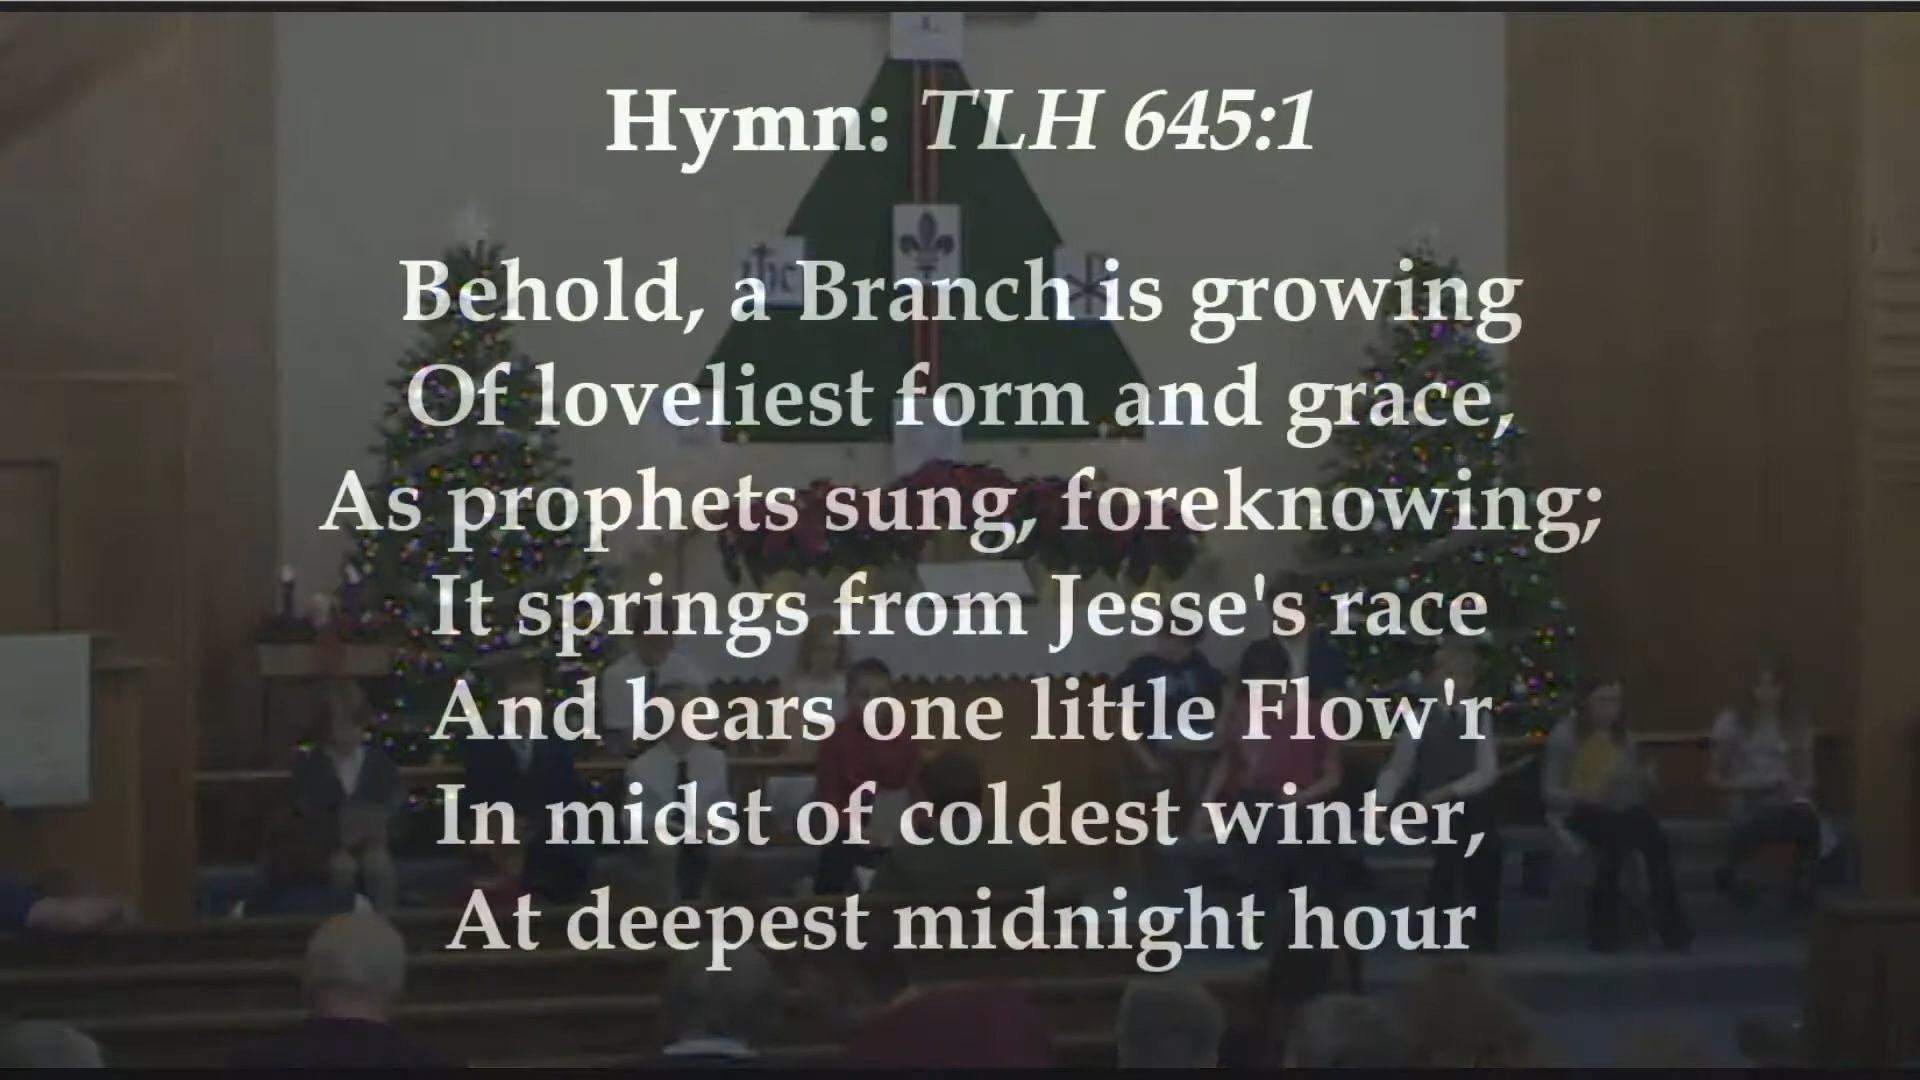 Hymn: TLH 645:1
Behold, a Branch is growing
Of loveliest form and grace,
As prophets sung, foreknowing;
It springs from Jesse's race
And bears one little Flow'r
In midst of coldest winter,
At deepest midnight hour